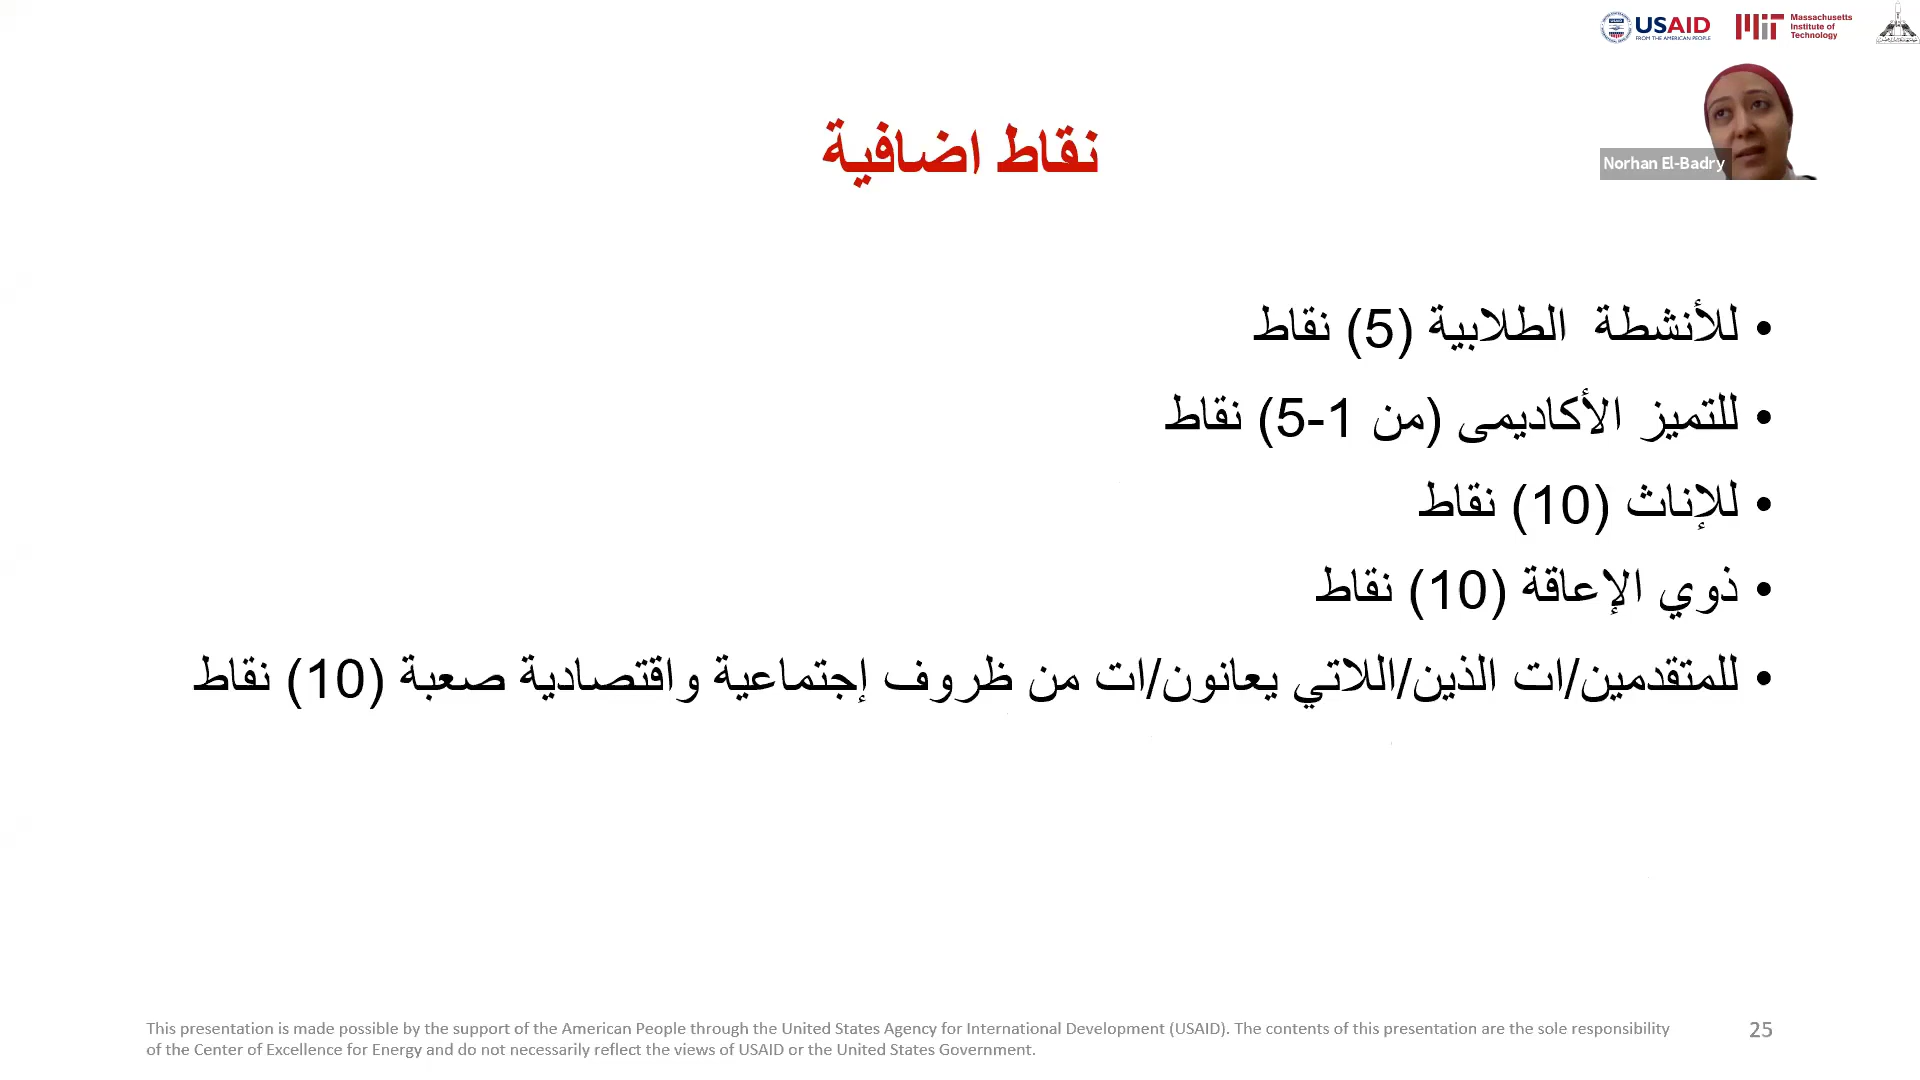 USAID
FROM THE AMERICAN PEOPLE
Massachusetts
Institute of
Technology
Norhan El-Badry
نقاط اضافية
• للأنشطة الطلابية (5) نقاط
• للتميز الأكاديمى (من 1-5) نقاط
• للإناث (10) نقاط
• ذوي الإعاقة (10) نقاط
• للمتقدمين/ات الذين/اللاتي يعانون/ات من ظروف إجتماعية واقتصادية صعبة (10) نقاط
This presentation is made possible by the support of the American People through the United States Agency for International Development (USAID). The contents of this presentation are the sole responsibility
of the Center of Excellence for Energy and do not necessarily reflect the views of USAID or the United States Government.
25